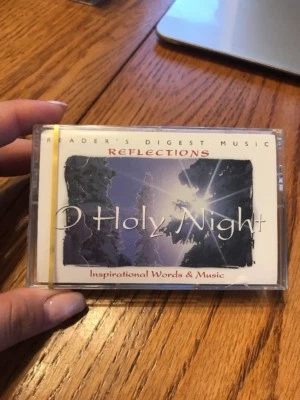 READER'S DIGEST MUSIC
REFLECTIONS
O Holy Night
Inspirational Words & Music